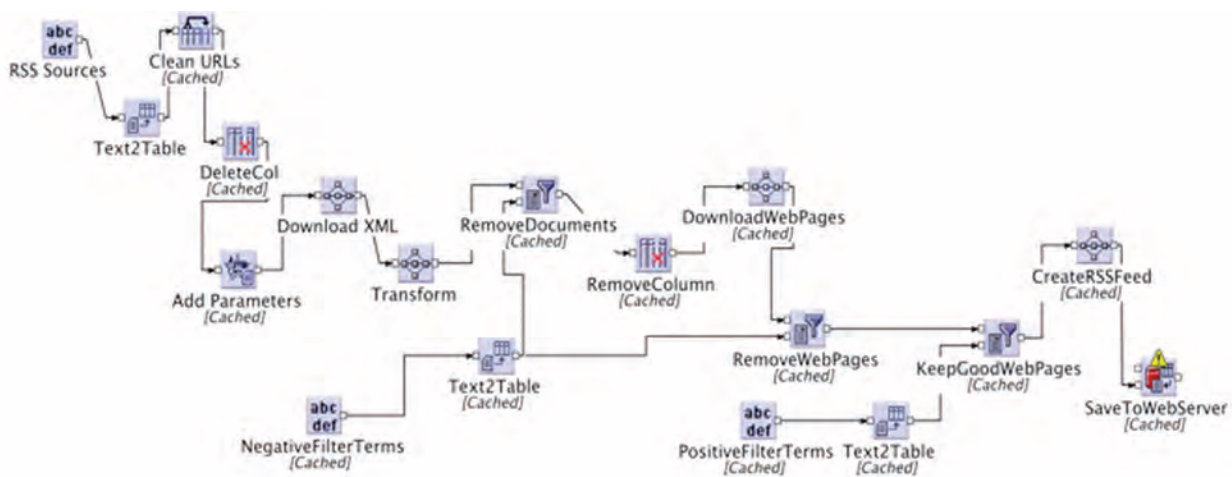 abc
def
RSS Sources
Clean URLs
[Cached]
Text2Table
DeleteCol
[Cached]
Download XML
RemoveDocuments
[Cached]
DownloadWebPages
[Cached]
Add Parameters
[Cached]
Transform
RemoveColumn
[Cached]
CreateRSSFeed
[Cached]
Text2Table
[Cached]
RemoveWebPages
[Cached]
KeepGoodWebPages
[Cached]
abc
def
NegativeFilterTerms
[Cached]
abc
def
PositiveFilterTerms
[Cached]
Text2Table
[Cached]
SaveToWebServer
[Cached]